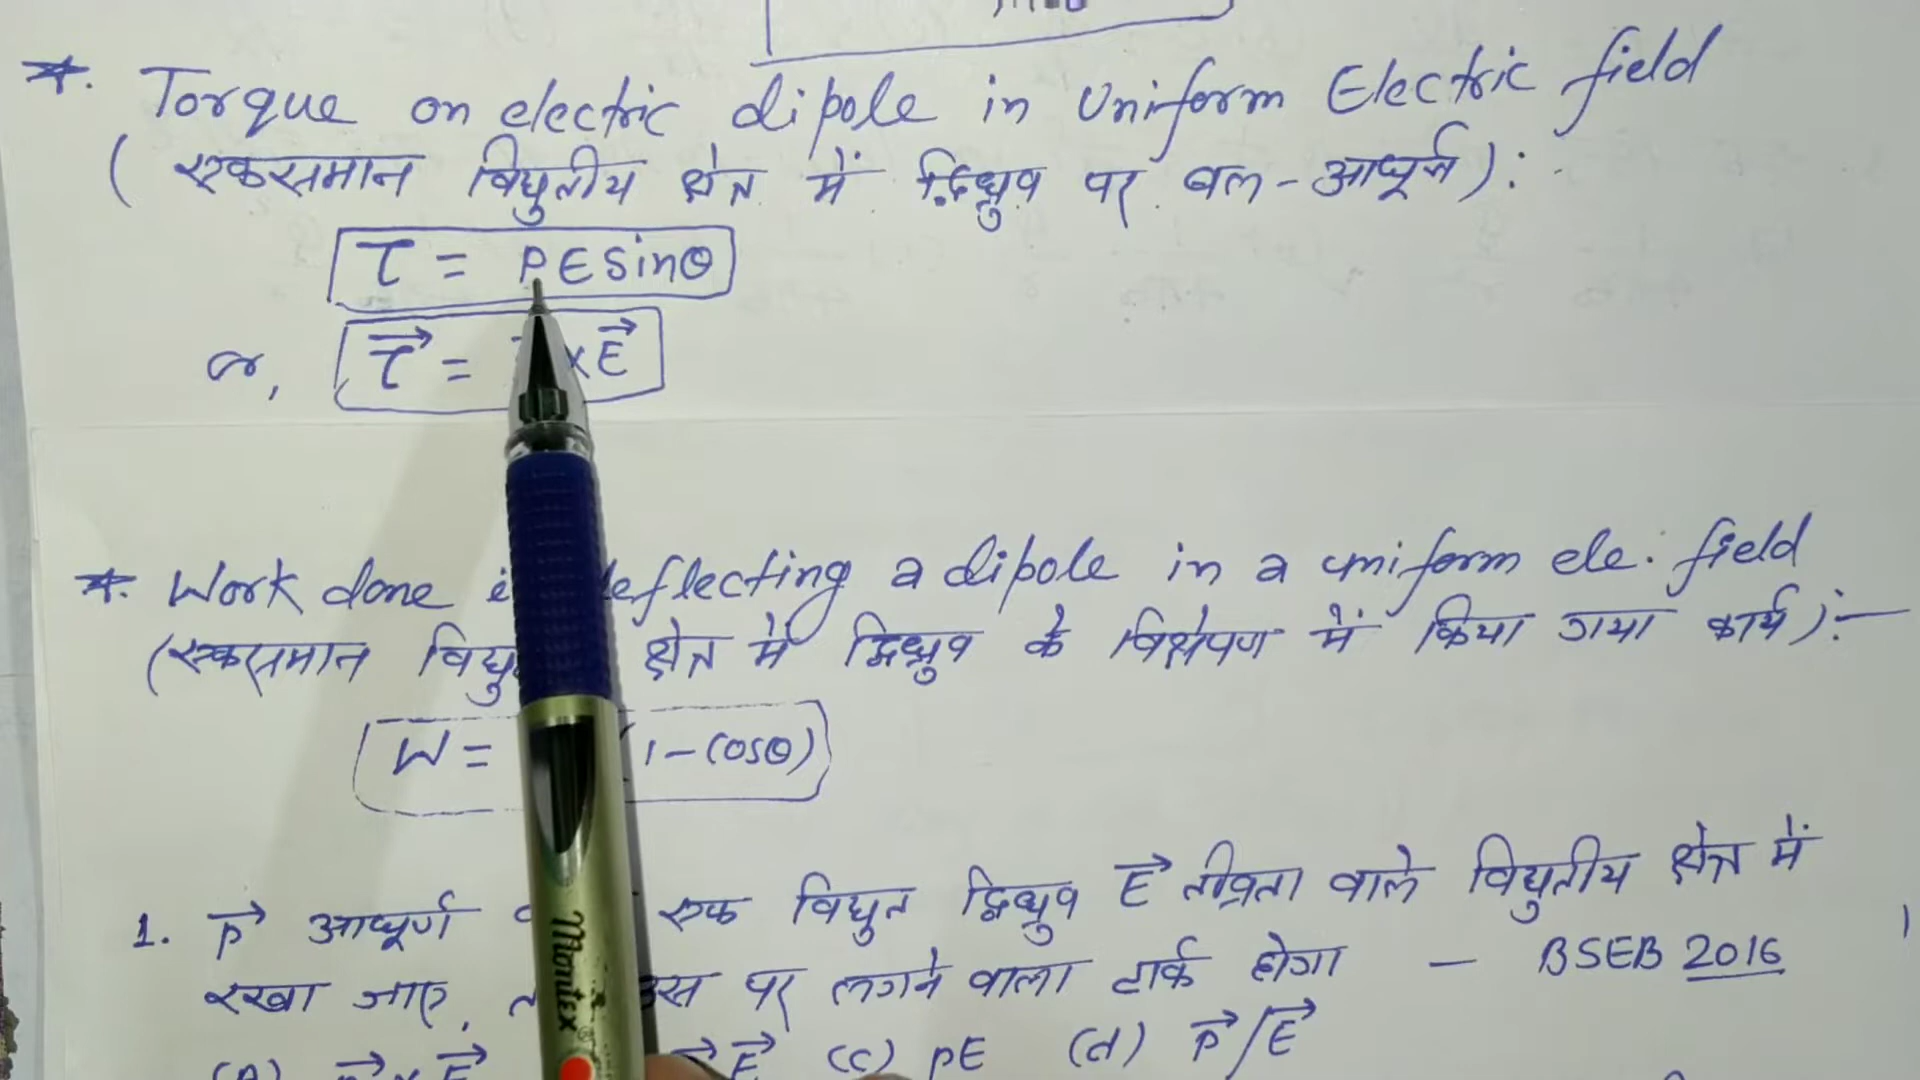 *. Torque on electric dipole in Uniform Electric field
( एकसमान विद्युतीय क्षेत्र में द्विध्रुव पर बल-आघूर्ण ) :-
τ = PE Sinθ
or, τ⃗ = × E⃗
*. Work done deflecting a dipole in a uniform ele. field
(एकसमान क्षेत्र में द्विध्रुव के विक्षेपण में किया गया कार्य) :-
W = (1 - cosθ)
1. p⃗ आघूर्ण एक विद्युत द्विध्रुव E⃗ तीव्रता वाले विद्युतीय क्षेत्र में
रखा जाए, उस पर लगने वाला टार्क होगा — BSEB 2016
(A) p⃗ × E⃗ E⃗ (C) pE (d) p⃗/E⃗
Montex